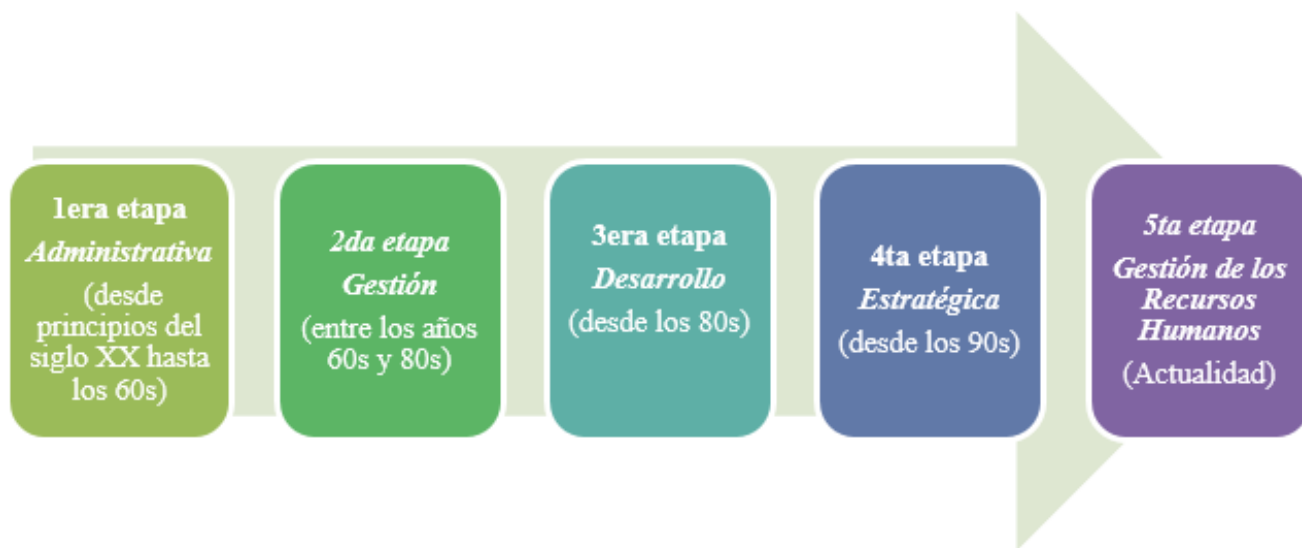 1era etapa
Administrativa
(desde
principios del
siglo XX hasta
los 60s)
2da etapa
Gestión
(entre los años
60s y 80s)
3era etapa
Desarrollo
(desde los 80s)
4ta etapa
Estratégica
(desde los 90s)
5ta etapa
Gestión de los
Recursos
Humanos
(Actualidad)